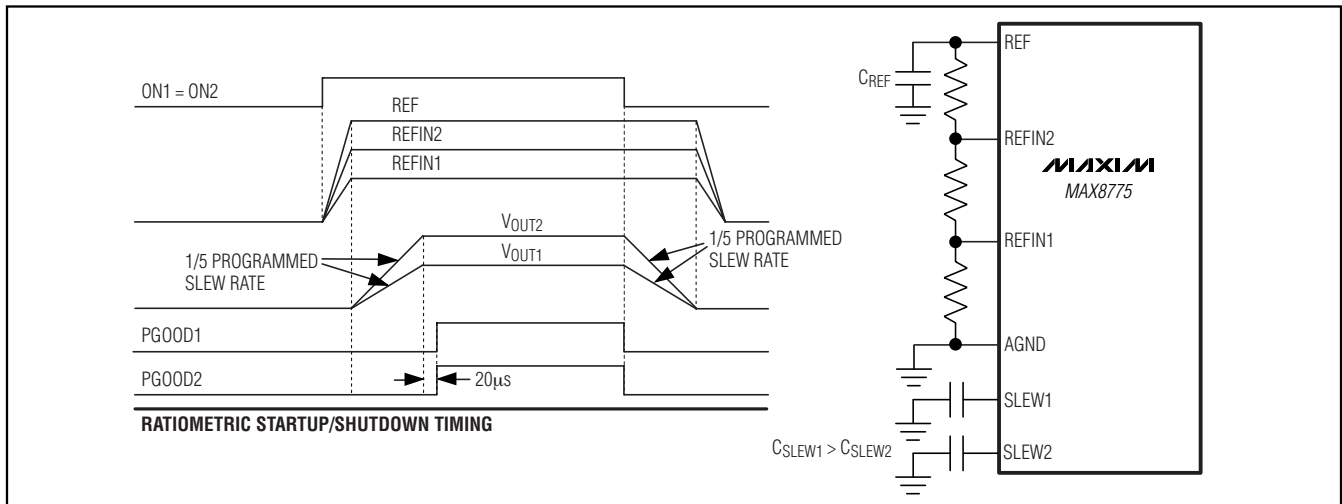 ON1 = ON2
REF
REFIN2
REFIN1
VOUT2
VOUT1
1/5 PROGRAMMED
SLEW RATE
1/5 PROGRAMMED
SLEW RATE
PGOOD1
PGOOD2
20µs
RATIOMETRIC STARTUP/SHUTDOWN TIMING
CREF
REF
REFIN2
MAXIM
MAX8775
REFIN1
AGND
SLEW1
CSLEW1 > CSLEW2
SLEW2